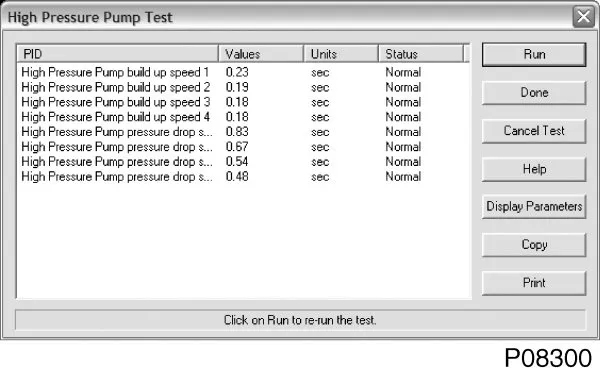 High Pressure Pump Test
PID Values Units Status
High Pressure Pump build up speed 1 0.23 sec Normal
High Pressure Pump build up speed 2 0.19 sec Normal
High Pressure Pump build up speed 3 0.18 sec Normal
High Pressure Pump build up speed 4 0.18 sec Normal
High Pressure Pump pressure drop s... 0.83 sec Normal
High Pressure Pump pressure drop s... 0.67 sec Normal
High Pressure Pump pressure drop s... 0.54 sec Normal
High Pressure Pump pressure drop s... 0.48 sec Normal
Run
Done
Cancel Test
Help
Display Parameters
Copy
Print
Click on Run to re-run the test.
P08300